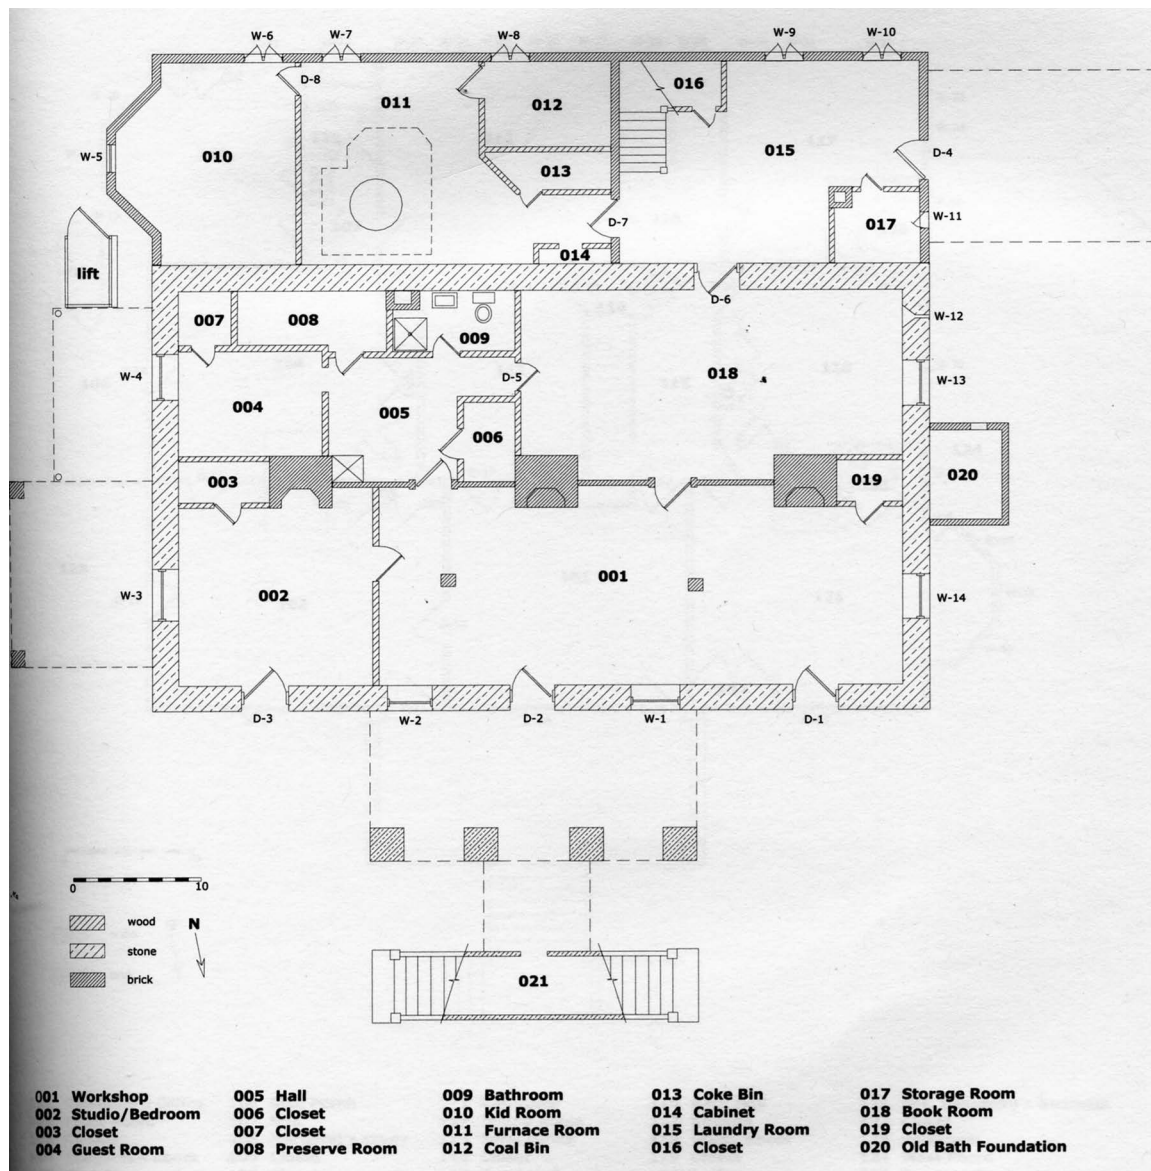 W-6
W-7
W-8
W-9
W-10
D-8
016
011
012
W-5
010
015
D-4
013
D-7
W-11
017
lift
014
D-6
007
008
009
W-12
W-4
D-5
018
W-13
004
005
006
003
019
020
W-3
002
001
W-14
D-3
W-2
D-2
W-1
D-1
0 10
wood
N
stone
brick
021
001 Workshop
002 Studio/Bedroom
003 Closet
004 Guest Room
005 Hall
006 Closet
007 Closet
008 Preserve Room
009 Bathroom
010 Kid Room
011 Furnace Room
012 Coal Bin
013 Coke Bin
014 Cabinet
015 Laundry Room
016 Closet
017 Storage Room
018 Book Room
019 Closet
020 Old Bath Foundation